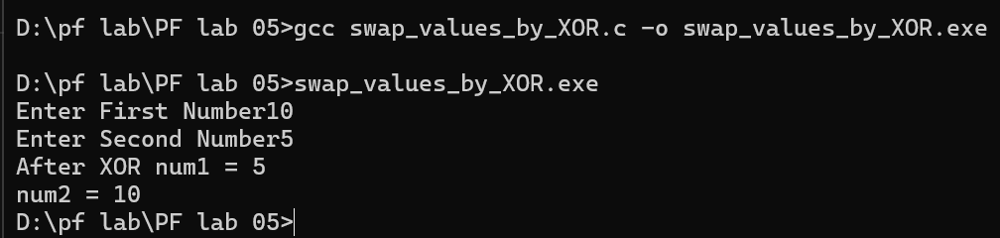 D:\pf lab\PF lab 05>gcc swap_values_by_XOR.c -o swap_values_by_XOR.exe
D:\pf lab\PF lab 05>swap_values_by_XOR.exe
Enter First Number10
Enter Second Number5
After XOR num1 = 5
num2 = 10
D:\pf lab\PF lab 05>